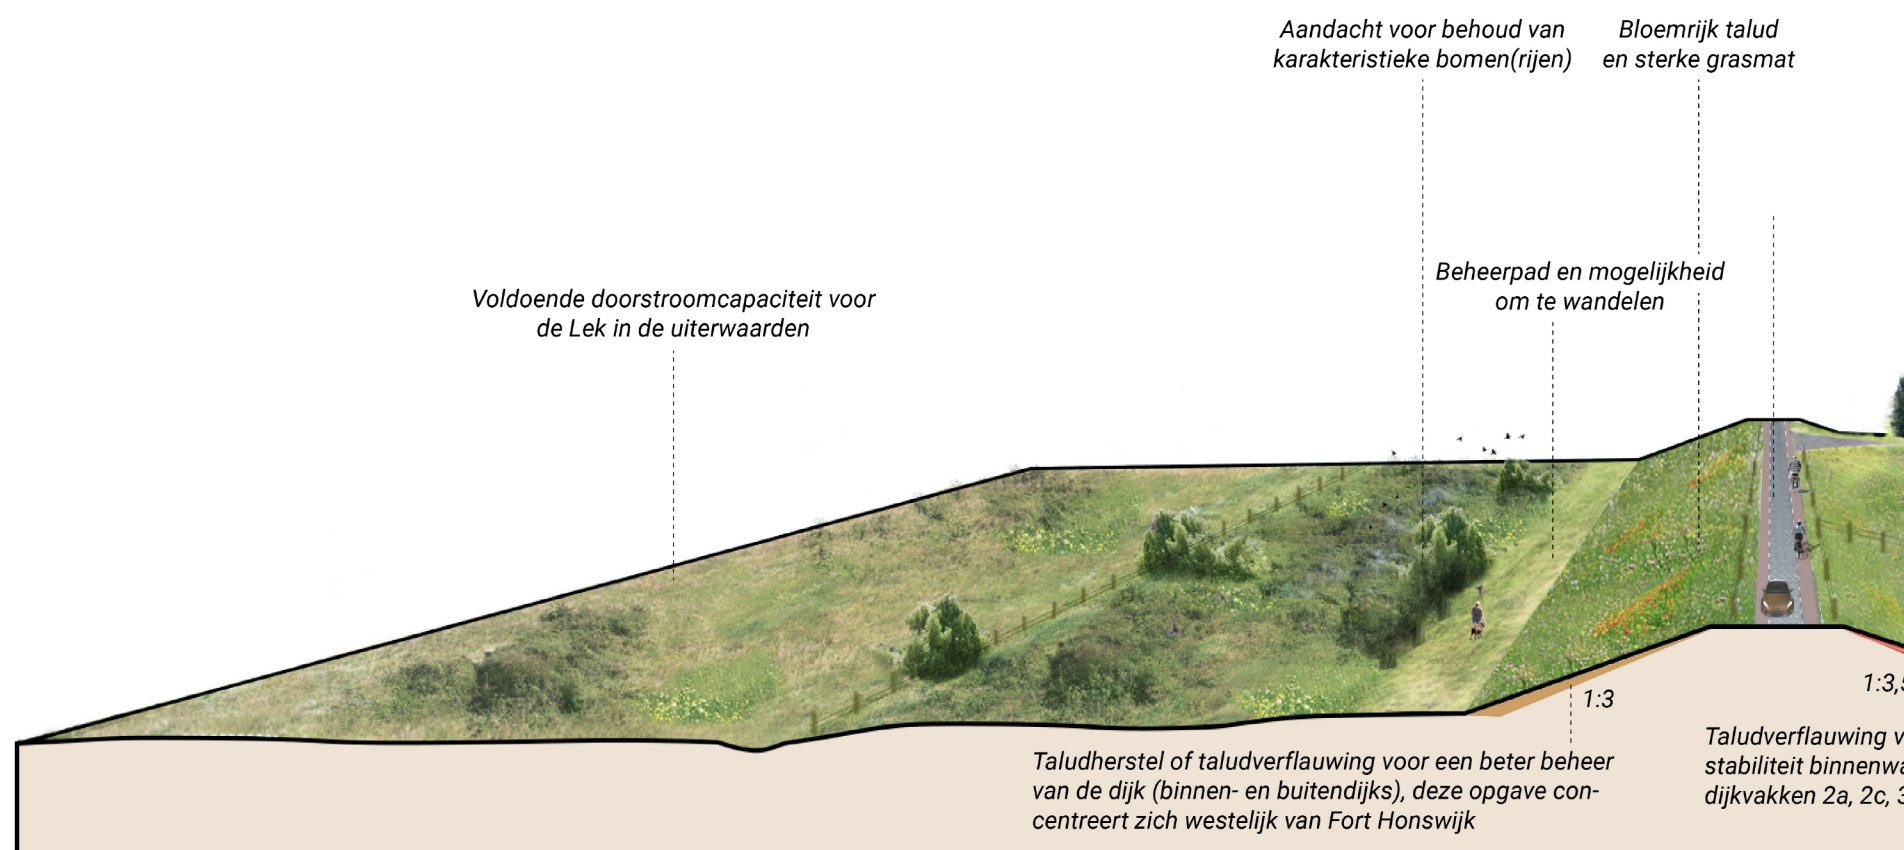 Aandacht voor behoud van
karakteristieke bomen(rijen)
Bloemrijk talud
en sterke grasmat
Beheerpad en mogelijkheid
om te wandelen
Voldoende doorstroomcapaciteit voor
de Lek in de uiterwaarden
1:3
Taludherstel of taludverflauwing voor een beter beheer
van de dijk (binnen- en buitendijks), deze opgave con-
centreert zich westelijk van Fort Honswijk
Taludverflauwing
stabiliteit
dijkvakken 2a, 2c,